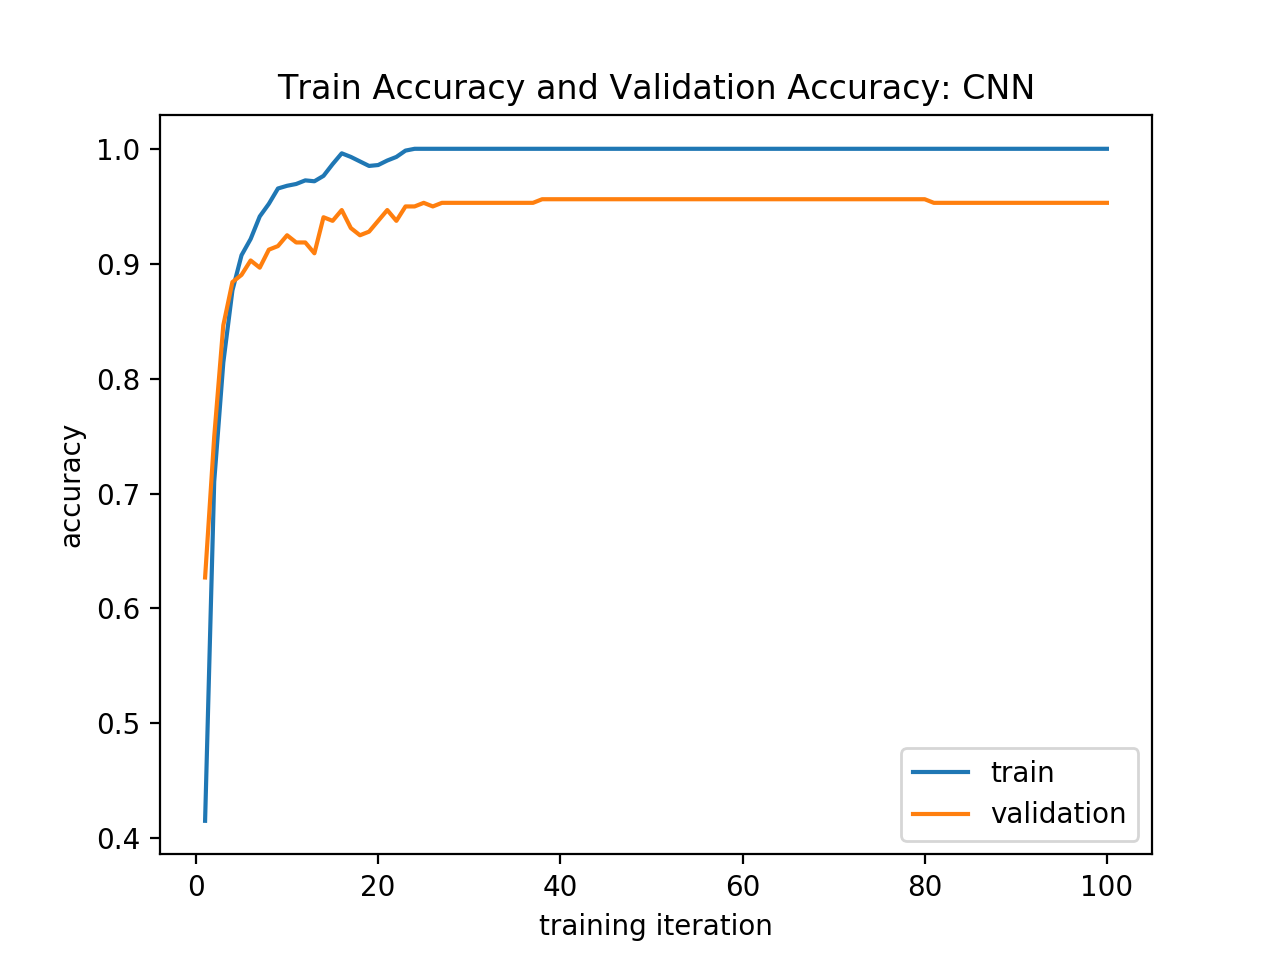 Train Accuracy and Validation Accuracy: CNN
1.0
0.9
0.8
0.7
0.6
0.5
0.4
accuracy
0 20 40 60 80 100
training iteration
train
validation